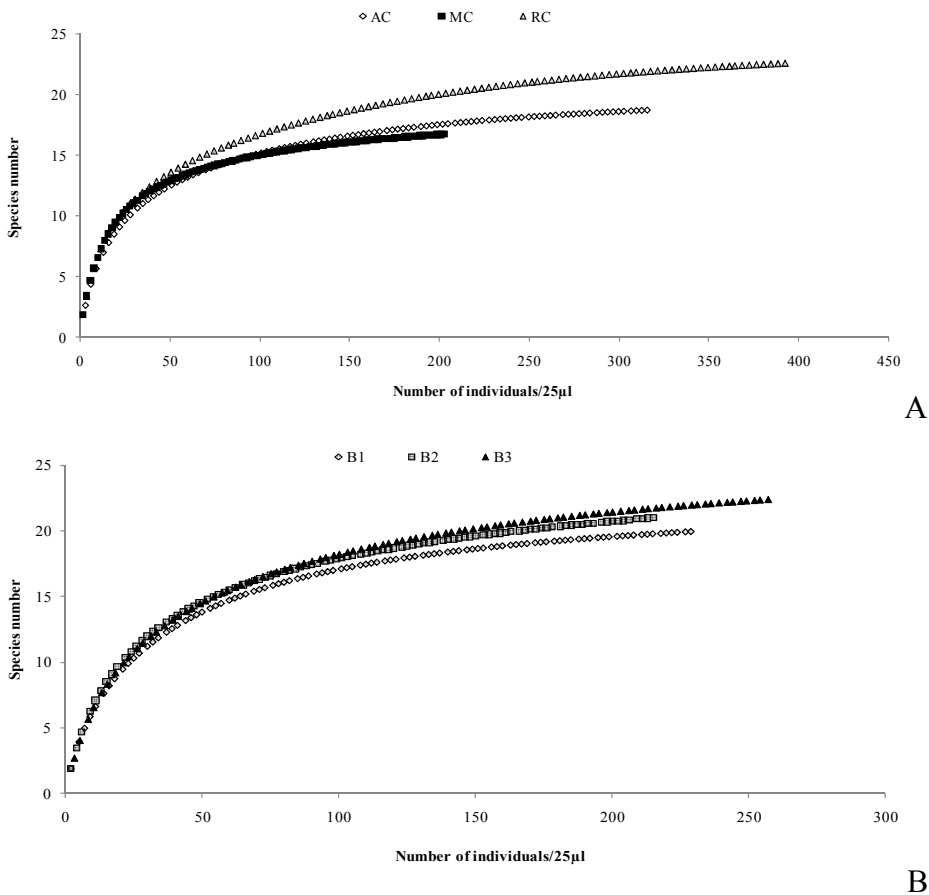 AC MC RC
25
20
15
10
5
0
Species number
0 50 100 150 200 250 300 350 400 450
Number of individuals/25µl
A
B1 B2 B3
25
20
15
10
5
0
Species number
0 50 100 150 200 250 300
Number of individuals/25µl
B